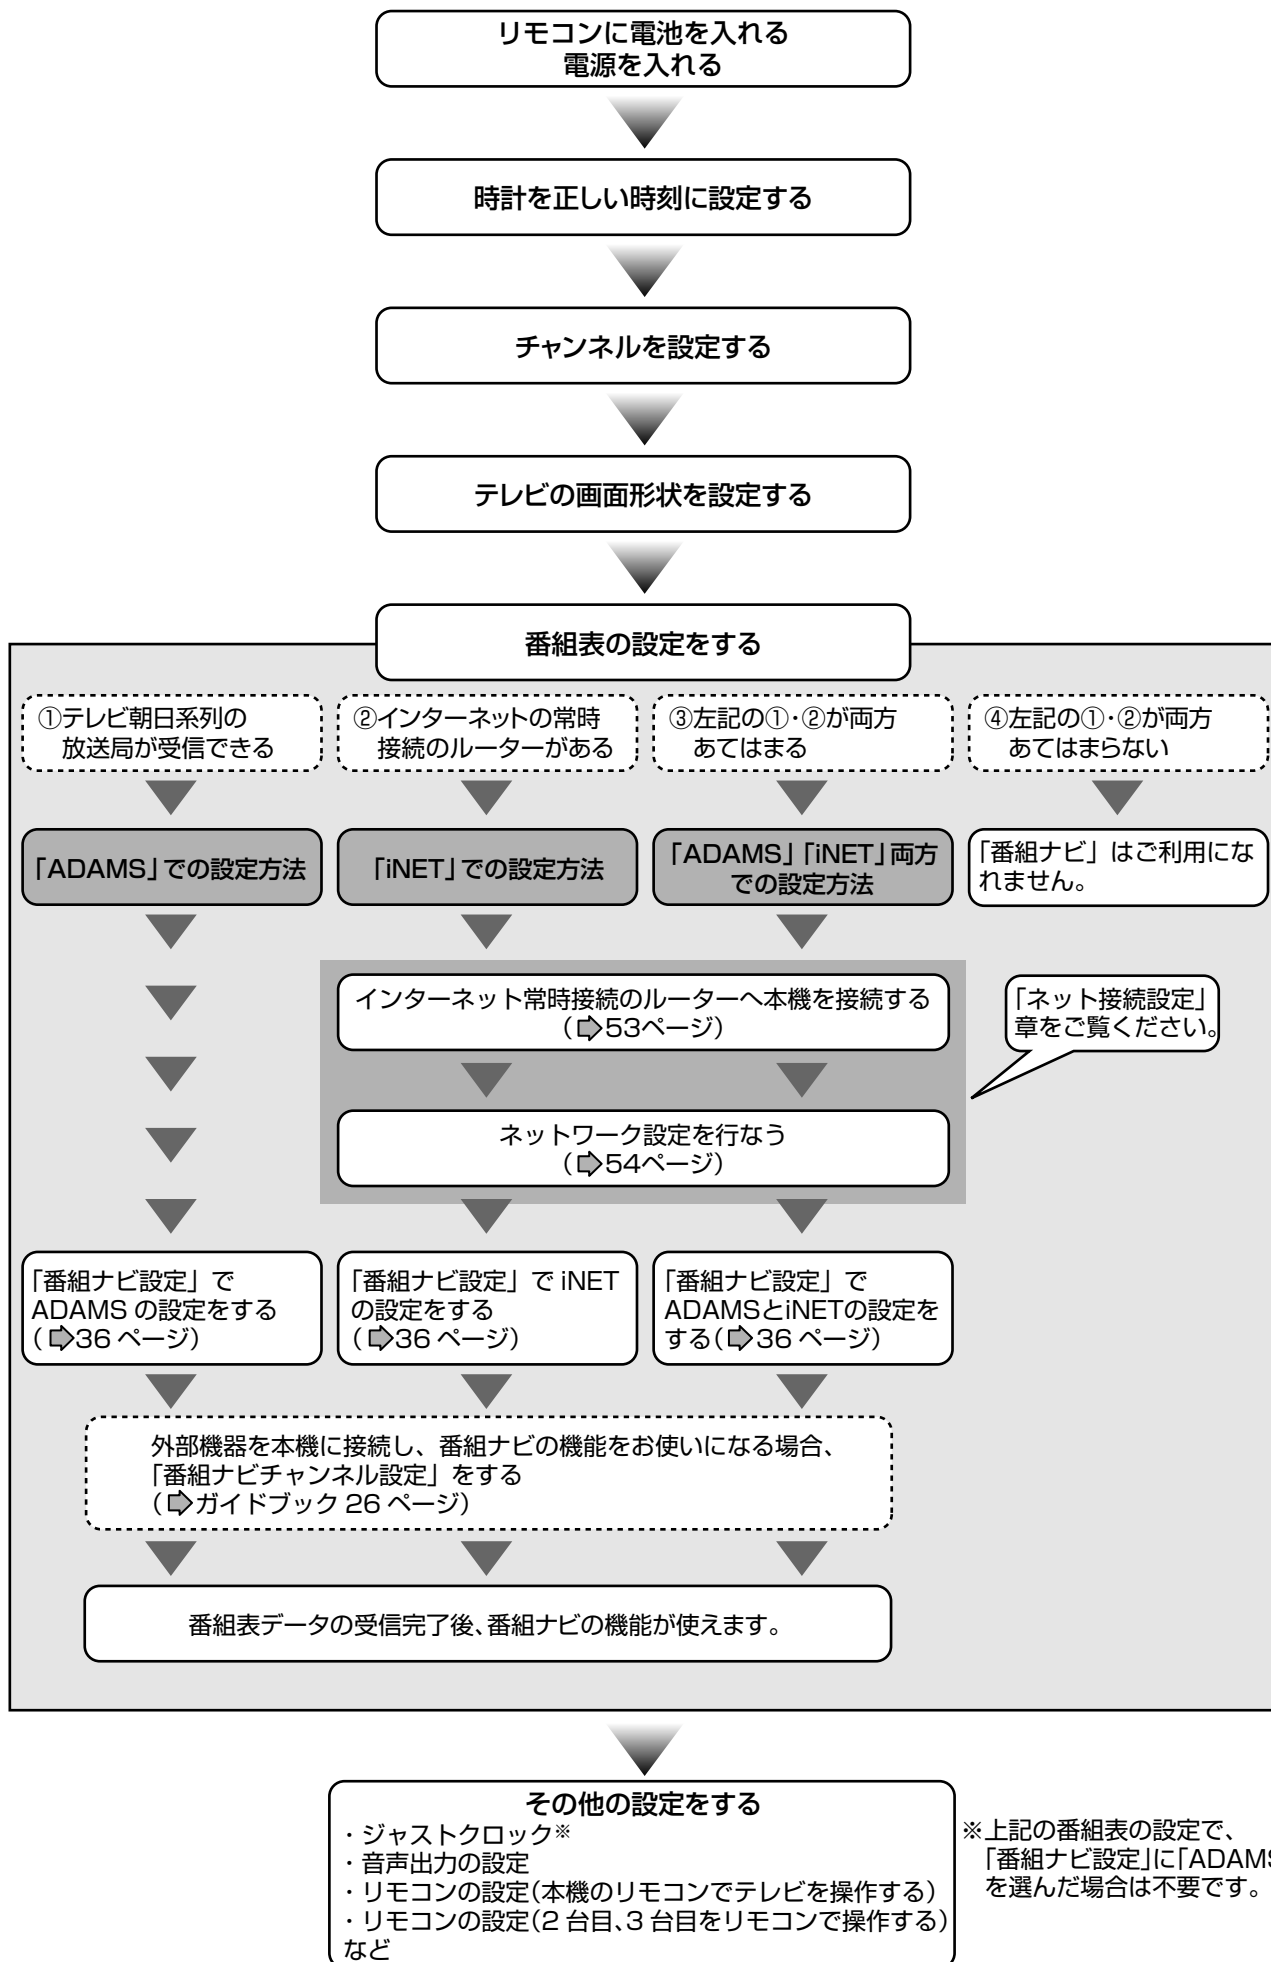 リモコンに電池を入れる
電源を入れる
時計を正しい時刻に設定する
チャンネルを設定する
テレビの画面形状を設定する
番組表の設定をする
①テレビ朝日系列の
放送局が受信できる
②インターネットの常時
接続のルーターがある
③左記の①・②が両方
あてはまる
④左記の①・②が両方
あてはまらない
「ADAMS」での設定方法
「iNET」での設定方法
「ADAMS」「iNET」両方
での設定方法
「番組ナビ」はご利用にな
れません。
インターネット常時接続のルーターへ本機を接続する
（⇨53ページ）
「ネット接続設定」
章をご覧ください。
ネットワーク設定を行なう
（⇨54ページ）
「番組ナビ設定」で
ADAMS の設定をする
（⇨36 ページ）
「番組ナビ設定」で iNET
の設定をする
（⇨36 ページ）
「番組ナビ設定」で
ADAMSとiNETの設定を
する（⇨36 ページ）
外部機器を本機に接続し、番組ナビの機能をお使いになる場合、
「番組ナビチャンネル設定」をする
（⇨ガイドブック 26 ページ）
番組表データの受信完了後、番組ナビの機能が使えます。
その他の設定をする
・ジャストクロック※
・音声出力の設定
・リモコンの設定（本機のリモコンでテレビを操作する）
・リモコンの設定（2 台目、3 台目をリモコンで操作する）
など
※上記の番組表の設定で、
「番組ナビ設定」に「ADAMS
を選んだ場合は不要です。